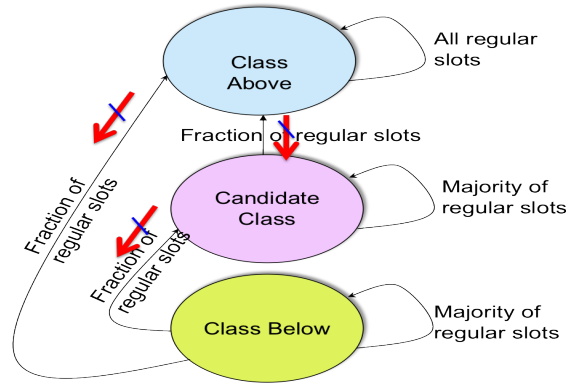 Class
Above
All regular
slots
Fraction of regular slots
Candidate
Class
Majority of
regular slots
Fraction of
regular slots
Fraction of
regular slots
Class Below
Majority of
regular slots